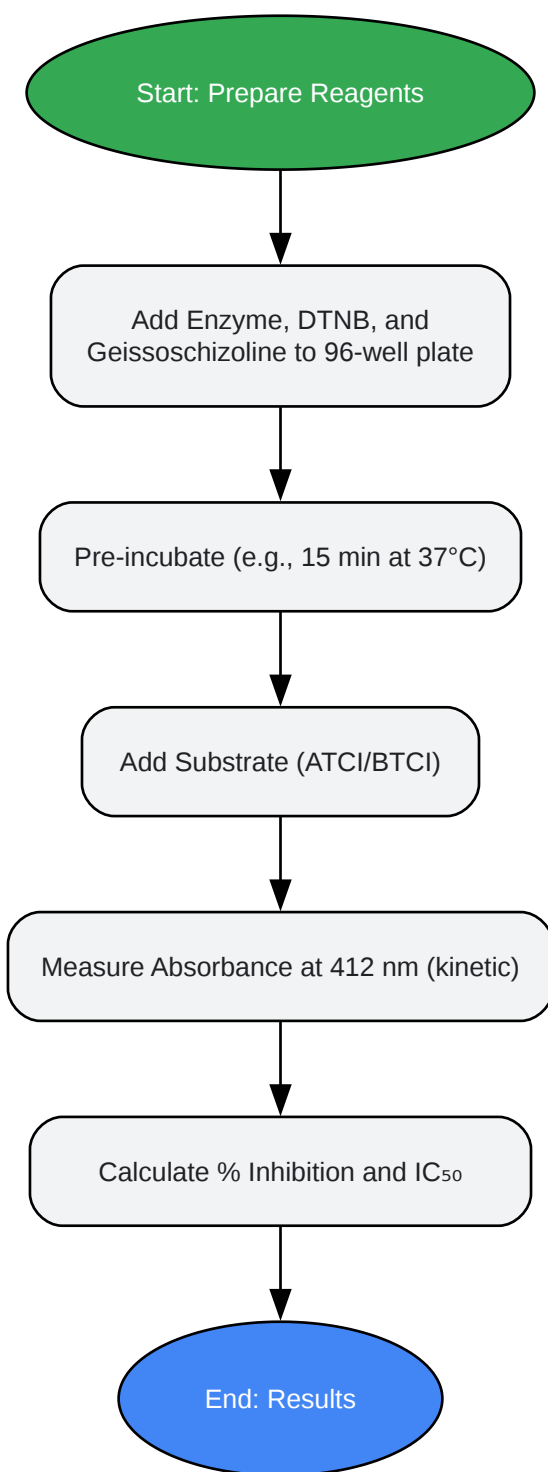 Start: Prepare Reagents
Add Enzyme, DTNB, and
Geissoschizoline to 96-well plate
Pre-incubate (e.g., 15 min at 37°C)
Add Substrate (ATCI/BTCI)
Measure Absorbance at 412 nm (kinetic)
Calculate % Inhibition and IC₅₀
End: Results